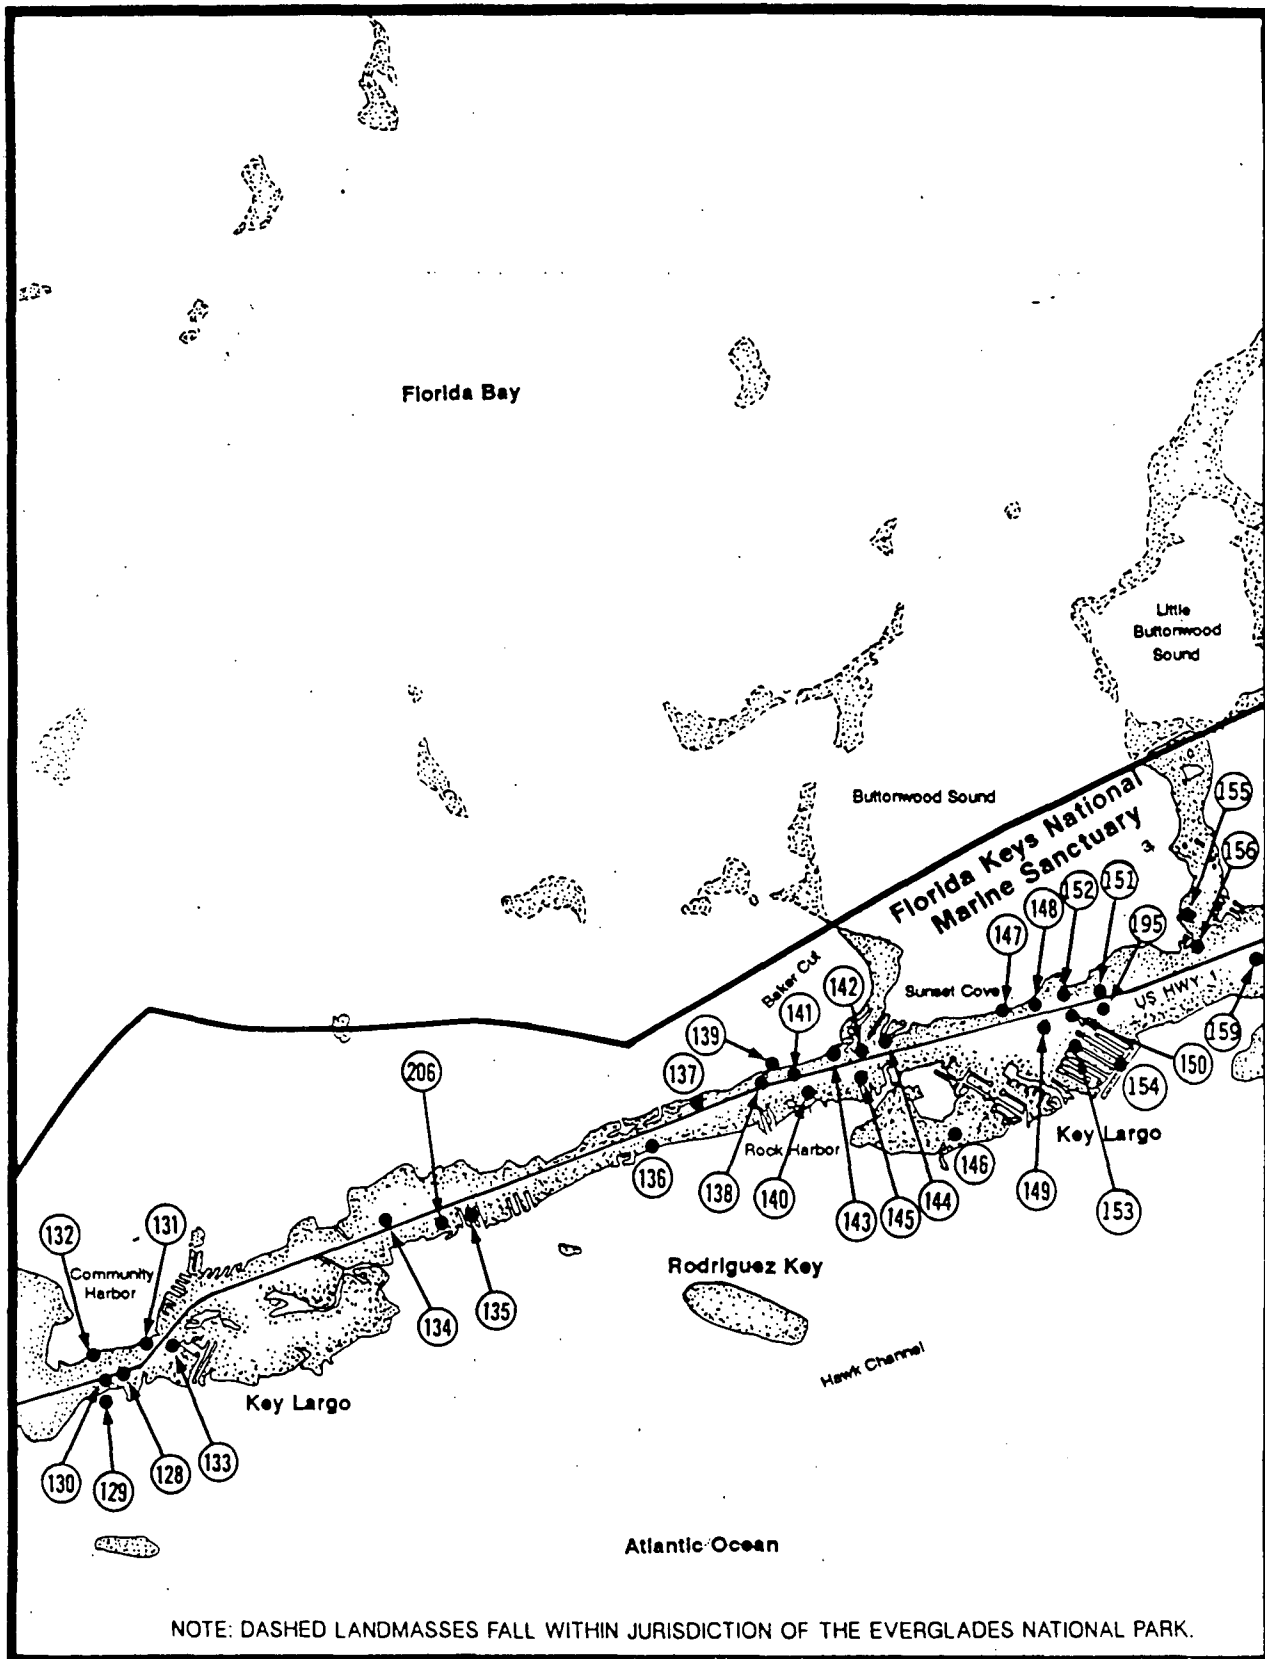 Florida Bay
Little
Buttonwood
Sound
Buttonwood Sound
Florida Keys National
Marine Sanctuary
155
156
152
151
148
195
147
Baker Cut
142
Sunset Cove
US HWY 1
141
139
159
137
150
206
154
Key Largo
Rock Harbor
136
146
138
140
149
144
143
145
153
132
131
Community
Harbor
Rodriguez Key
134
135
Hawk Channel
Key Largo
130
129
128
133
Atlantic Ocean
NOTE: DASHED LANDMASSES FALL WITHIN JURISDICTION OF THE EVERGLADES NATIONAL PARK.